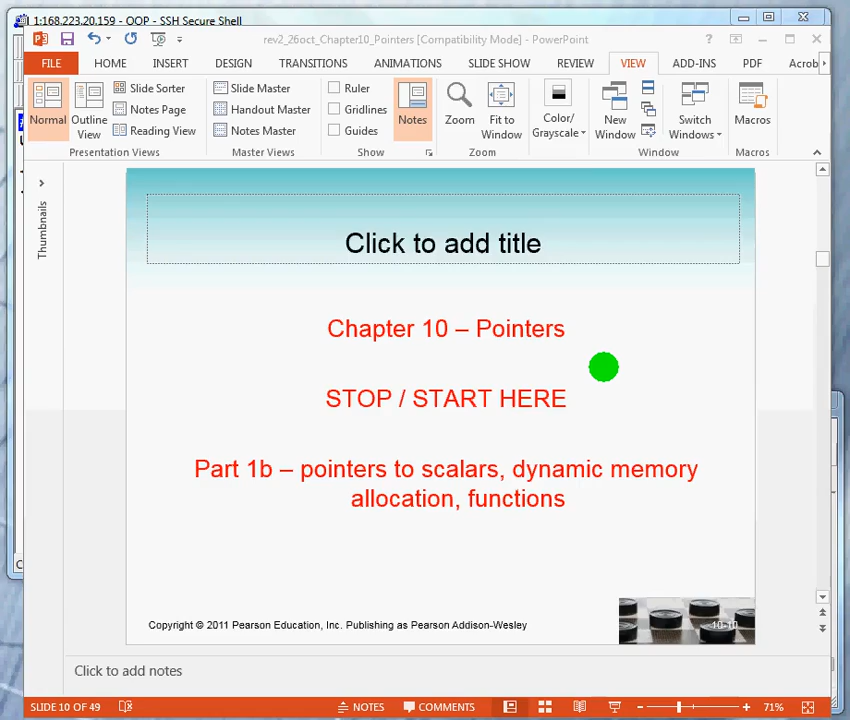 1:168.223.20.159 - OOP - SSH Secure Shell
rev2_26oct_Chapter10_Pointers [Compatibility Mode] - PowerPoint
FILE HOME INSERT DESIGN TRANSITIONS ANIMATIONS SLIDE SHOW REVIEW VIEW ADD-INS PDF Acrob
Normal
Outline View
Slide Sorter
Notes Page
Reading View
Presentation Views
Slide Master
Handout Master
Notes Master
Master Views
Ruler
Gridlines
Guides
Show
Notes
Zoom
Fit to Window
Zoom
Color/ Grayscale
New Window
Switch Windows
Window
Macros
Macros
Thumbnails
Click to add title
Chapter 10 – Pointers
STOP / START HERE
Part 1b – pointers to scalars, dynamic memory
allocation, functions
Copyright © 2011 Pearson Education, Inc. Publishing as Pearson Addison-Wesley
10-10
Click to add notes
SLIDE 10 OF 49 NOTES COMMENTS 71%